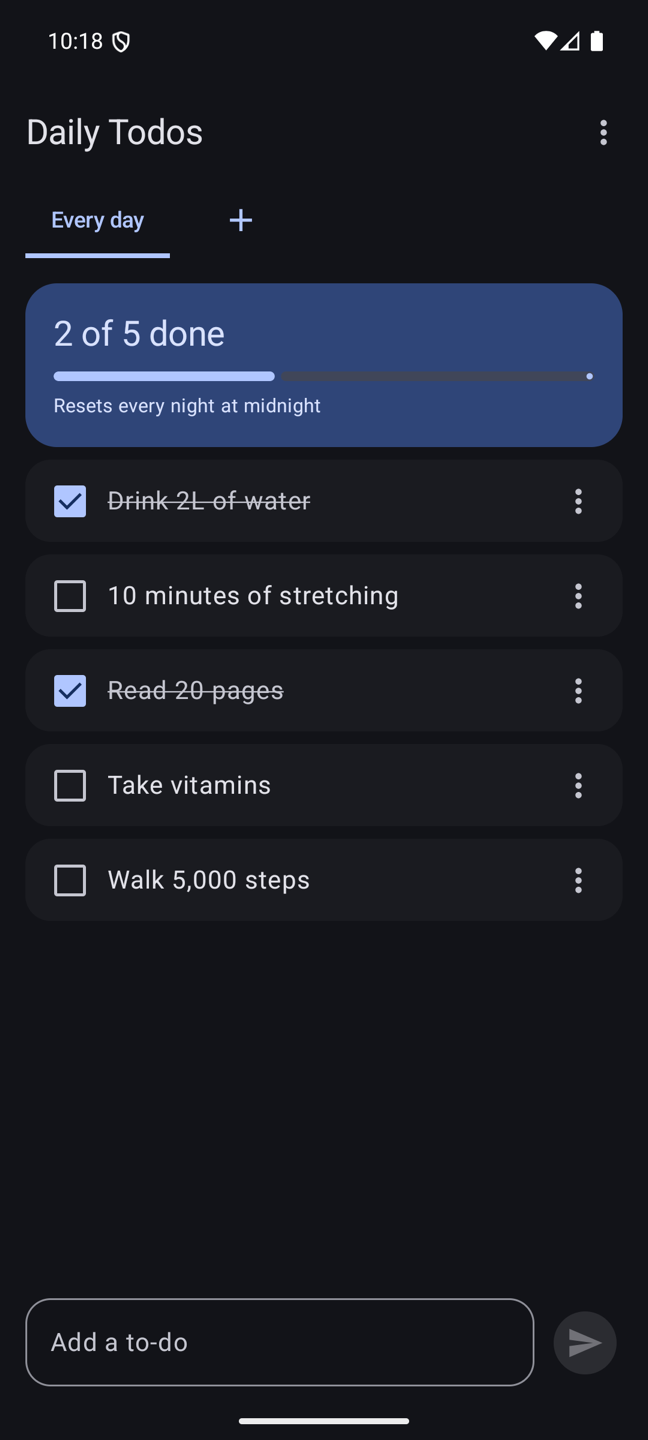 10:18
Daily Todos
Every day
2 of 5 done
Resets every night at midnight
Drink 2L of water
10 minutes of stretching
Read 20 pages
Take vitamins
Walk 5,000 steps
Add a to-do